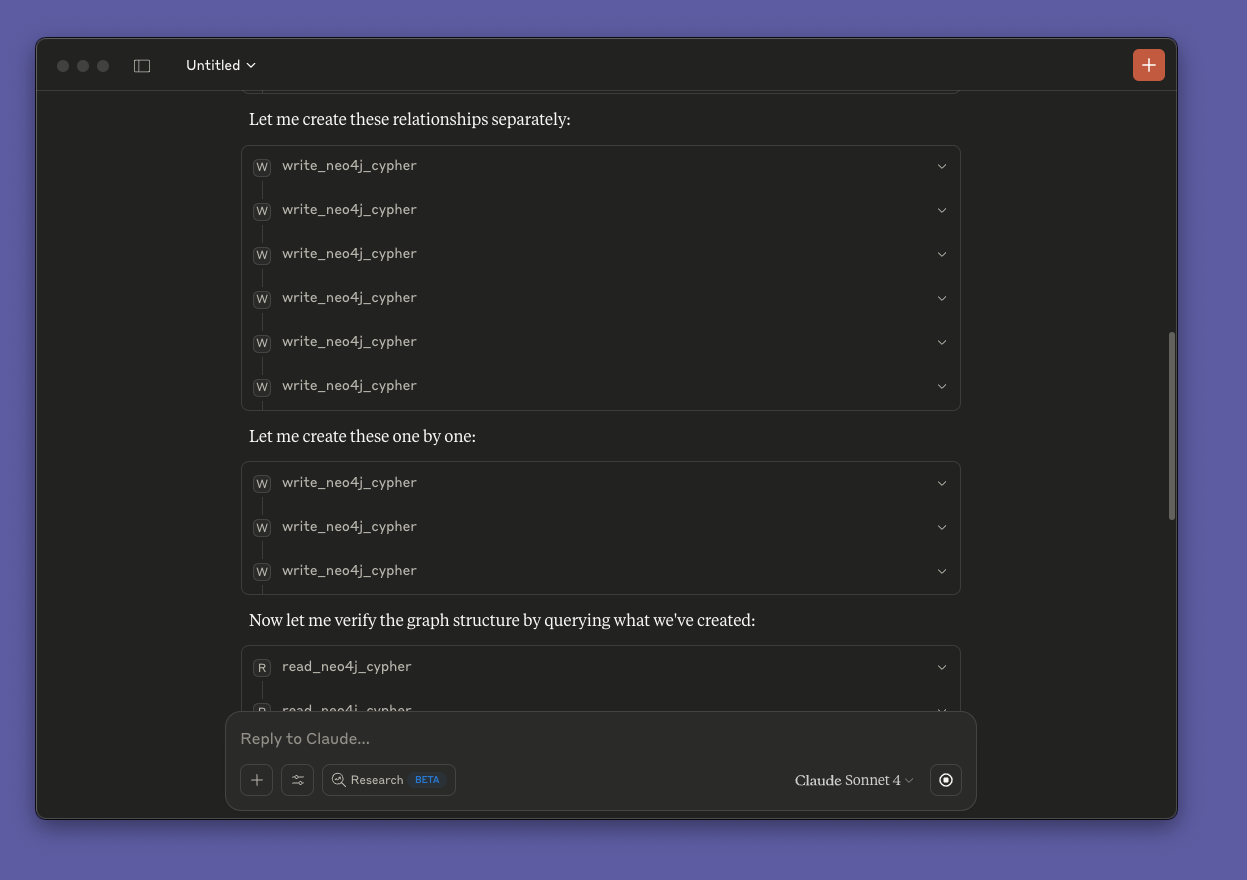 Untitled
Let me create these relationships separately:
W write_neo4j_cypher
W write_neo4j_cypher
W write_neo4j_cypher
W write_neo4j_cypher
W write_neo4j_cypher
W write_neo4j_cypher
Let me create these one by one:
W write_neo4j_cypher
W write_neo4j_cypher
W write_neo4j_cypher
Now let me verify the graph structure by querying what we've created:
R read_neo4j_cypher
R read_neo4j_cypher
Reply to Claude...
Research BETA
Claude Sonnet 4